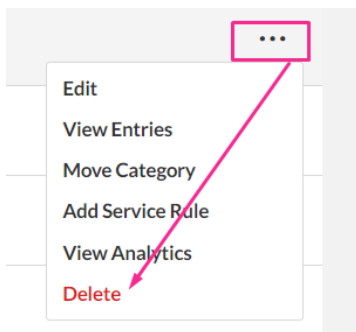 ...
Edit
View Entries
Move Category
Add Service Rule
View Analytics
Delete